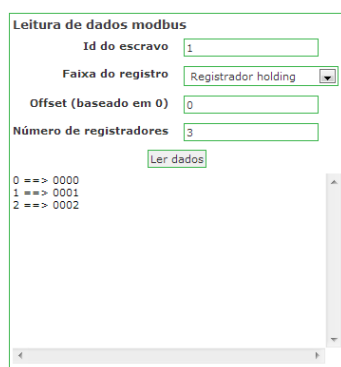 Leitura de dados modbus
Id do escravo 1
Faixa do registro Registrador holding
Offset (baseado em 0) 0
Número de registradores 3
Ler dados
0 ==> 0000
1 ==> 0001
2 ==> 0002